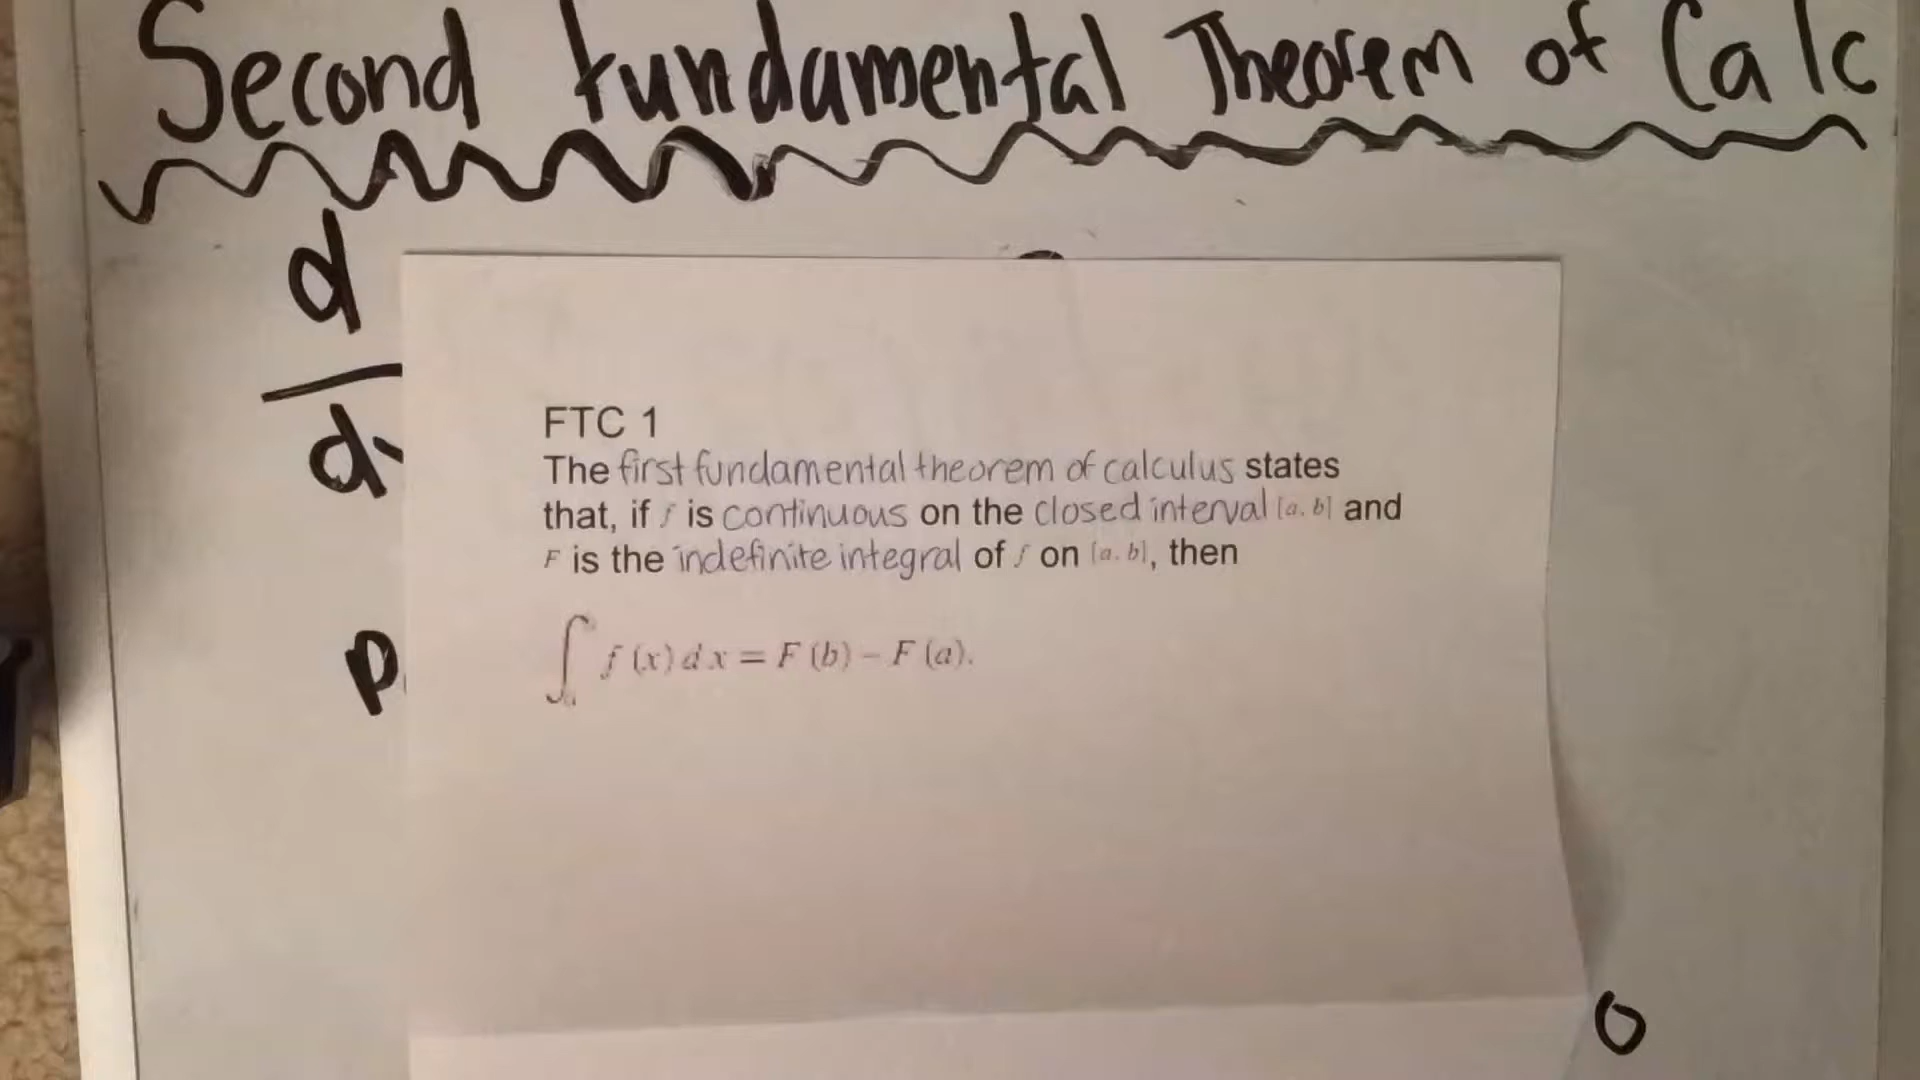 Second fundamental Theorem of Calc
d
d
P
FTC 1
The first fundamental theorem of calculus states
that, if f is continuous on the closed interval [a, b] and
F is the indefinite integral of f on [a, b], then
∫ₐ f (x) d x = F (b) − F (a).
0